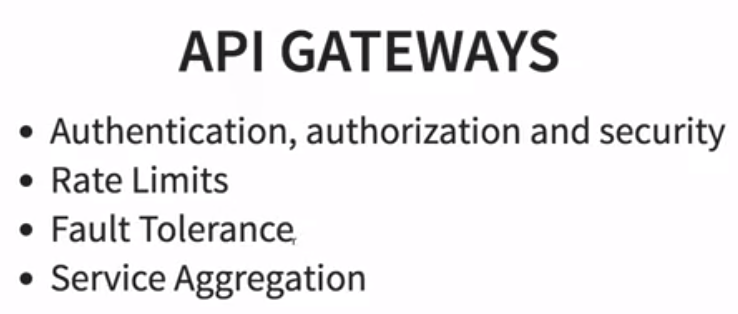 API GATEWAYS
• Authentication, authorization and security
• Rate Limits
• Fault Tolerance
• Service Aggregation